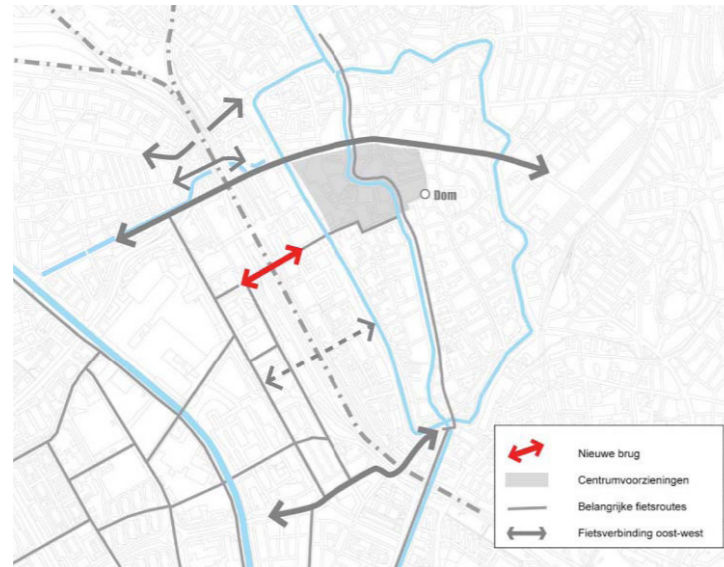 Dom
Nieuwe brug
Centrumvoorzieningen
Belangrijke fietsroutes
Fietsverbinding oost-west